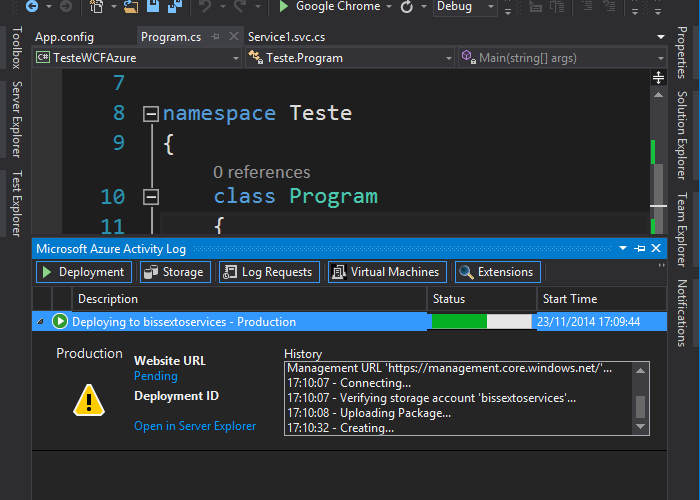 Google Chrome
Debug
App.config
Program.cs
Service1.svc.cs
TesteWCFAzure
Teste.Program
Main(string[] args)
Toolbox
Server Explorer
Test Explorer
7
8 namespace Teste
9 {
0 references
10 class Program
11 {
Properties
Solution Explorer
Team Explorer
Notifications
Microsoft Azure Activity Log
Deployment
Storage
Log Requests
Virtual Machines
Extensions
Description
Status
Start Time
Deploying to bissextoservices - Production
23/11/2014 17:09:44
Production
Website URL
Pending
Deployment ID
Open in Server Explorer
History
Management URL 'https://management.core.windows.net/'...
17:10:07 - Connecting...
17:10:07 - Verifying storage account 'bissextoservices'...
17:10:08 - Uploading Package...
17:10:32 - Creating...